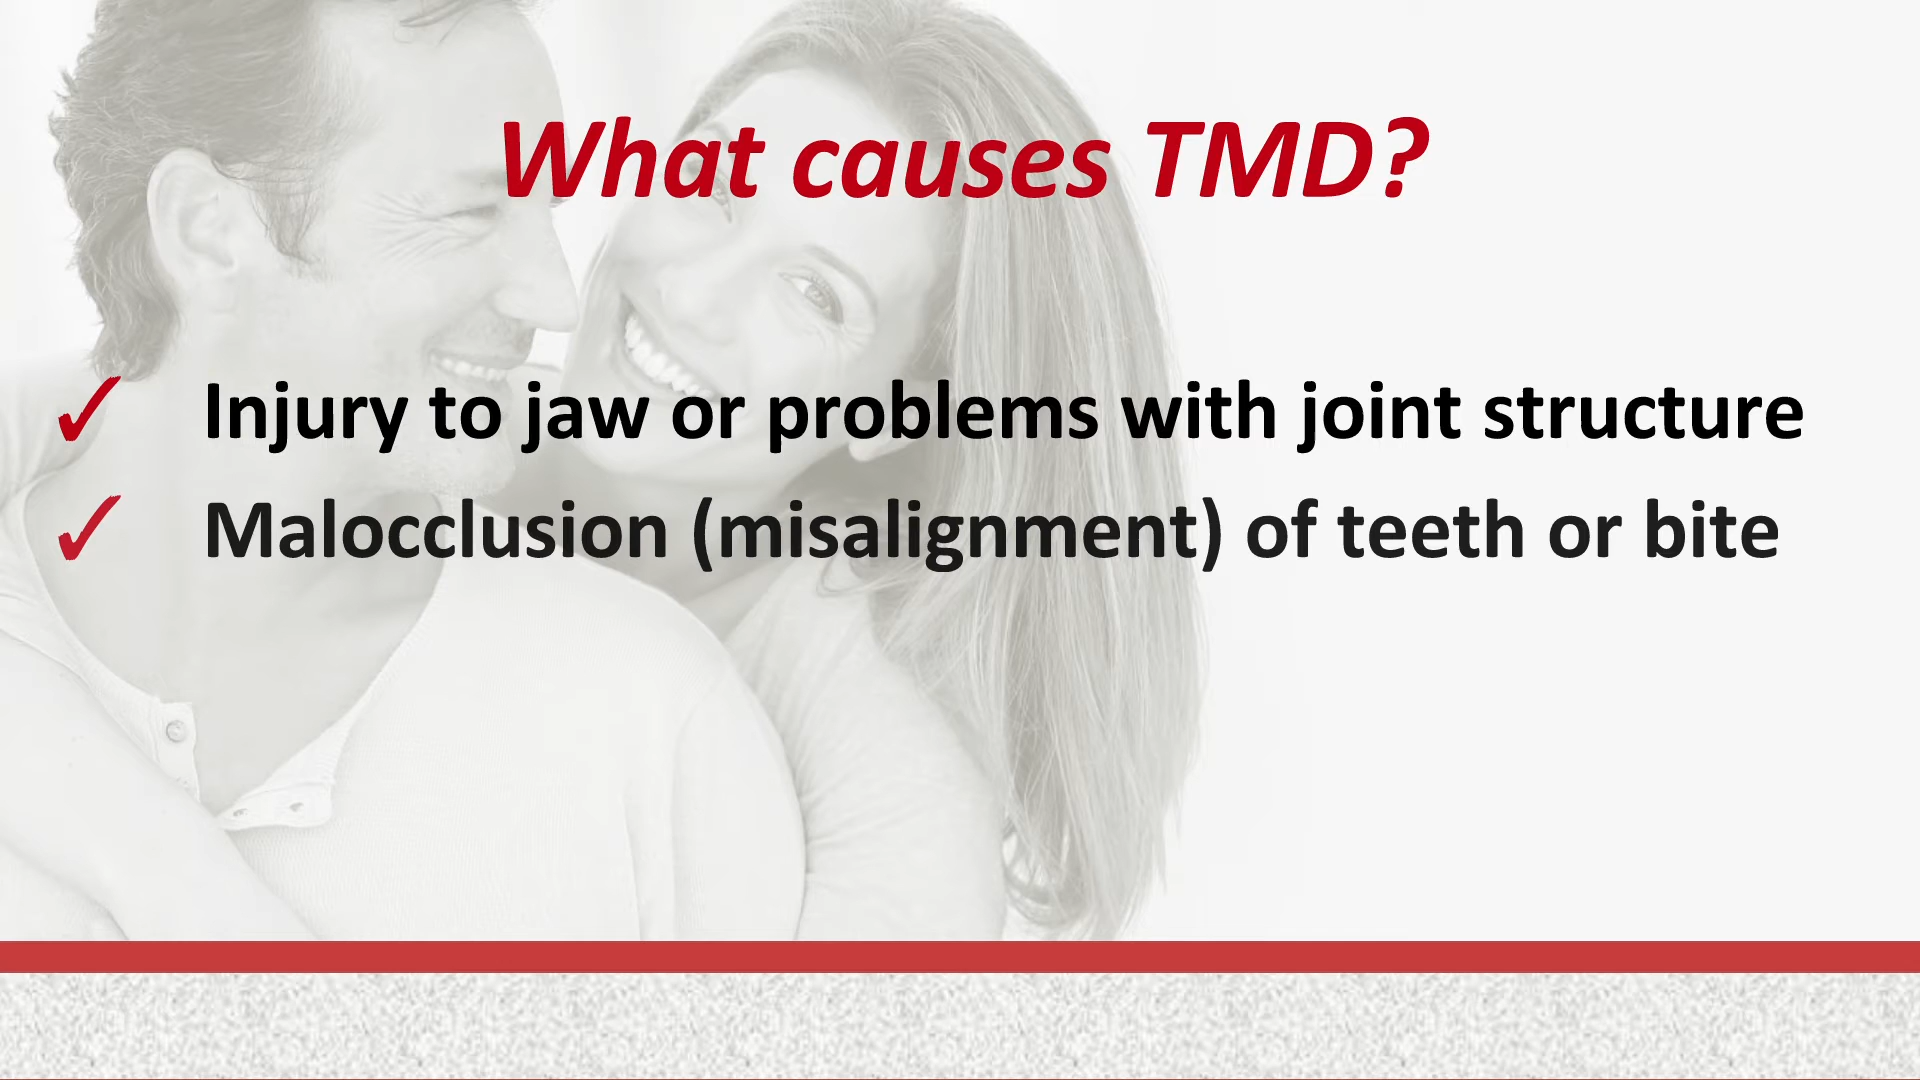 What causes TMD?
✓ Injury to jaw or problems with joint structure
✓ Malocclusion (misalignment) of teeth or bite